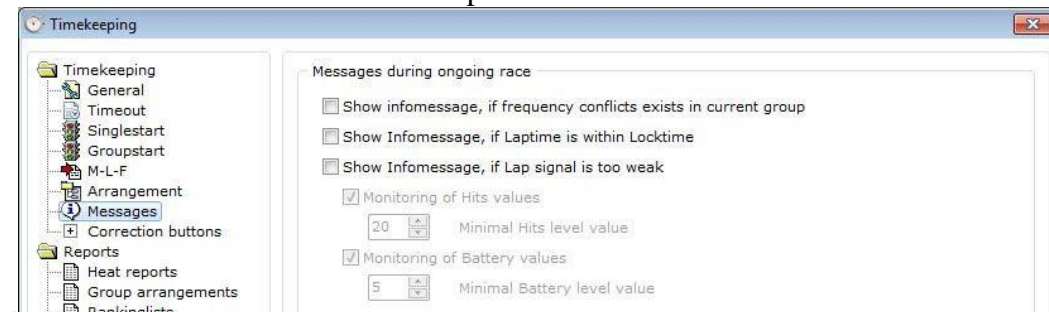 Timekeeping
Timekeeping
General
Timeout
Singlestart
Groupstart
M-L-F
Arrangement
Messages
Correction buttons
Reports
Heat reports
Group arrangements
Rankinglists
Messages during ongoing race
Show infomessage, if frequency conflicts exists in current group
Show Infomessage, if Laptime is within Locktime
Show Infomessage, if Lap signal is too weak
Monitoring of Hits values
20 Minimal Hits level value
Monitoring of Battery values
5 Minimal Battery level value